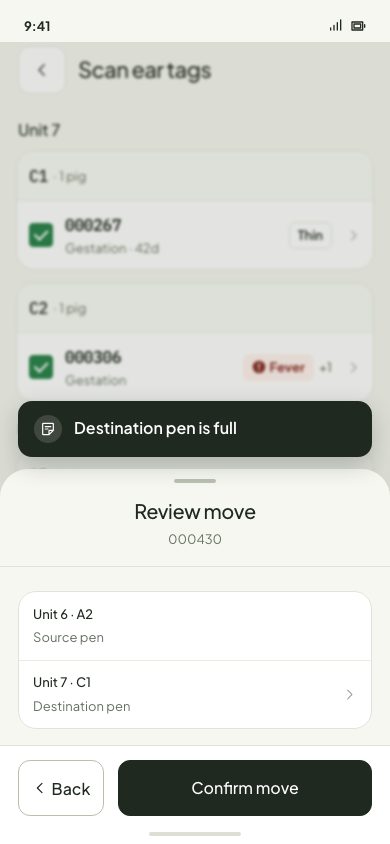 9:41
Scan ear tags
Unit 7
C1 · 1 pig
000267
Gestation · 42d
Thin
C2 · 1 pig
000306
Gestation
Fever +1
Destination pen is full
Review move
000430
Unit 6 · A2
Source pen
Unit 7 · C1
Destination pen
Back
Confirm move